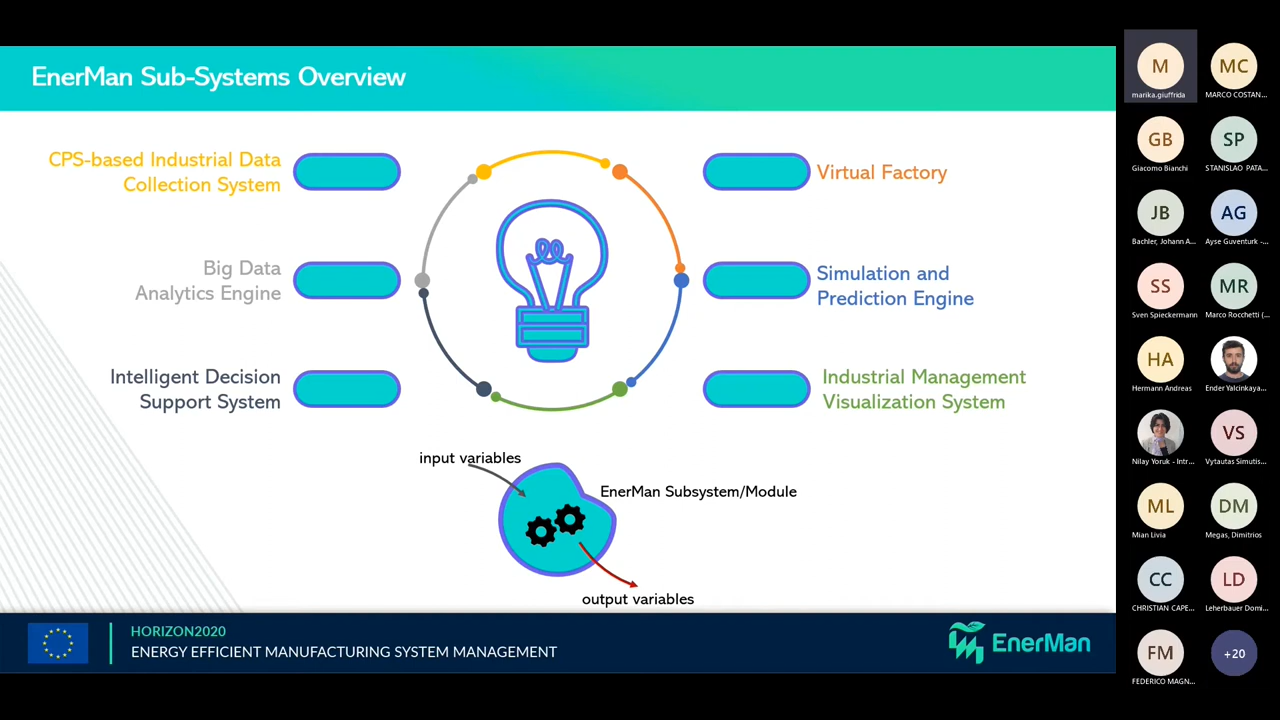 EnerMan Sub-Systems Overview
CPS-based Industrial Data
Collection System
Big Data
Analytics Engine
Intelligent Decision
Support System
Virtual Factory
Simulation and
Prediction Engine
Industrial Management
Visualization System
input variables
EnerMan Subsystem/Module
output variables
HORIZON2020
ENERGY EFFICIENT MANUFACTURING SYSTEM MANAGEMENT
EnerMan
M
marika.giuffrida
MC
MARCO COSTAN...
GB
Giacomo Bianchi
SP
STANISLAO PATA...
JB
Bachler, Johann A...
AG
Ayse Guventurk -...
SS
Sven Spieckermann
MR
Marco Rocchetti (...
HA
Hermann Andreas
Ender Yalcinkaya...
Nilay Yoruk - Intr...
VS
Vytautas Simutis...
ML
Mian Livia
DM
Megas, Dimitrios
CC
CHRISTIAN CAPE...
LD
Leherbauer Domi...
FM
FEDERICO MAGN...
+20